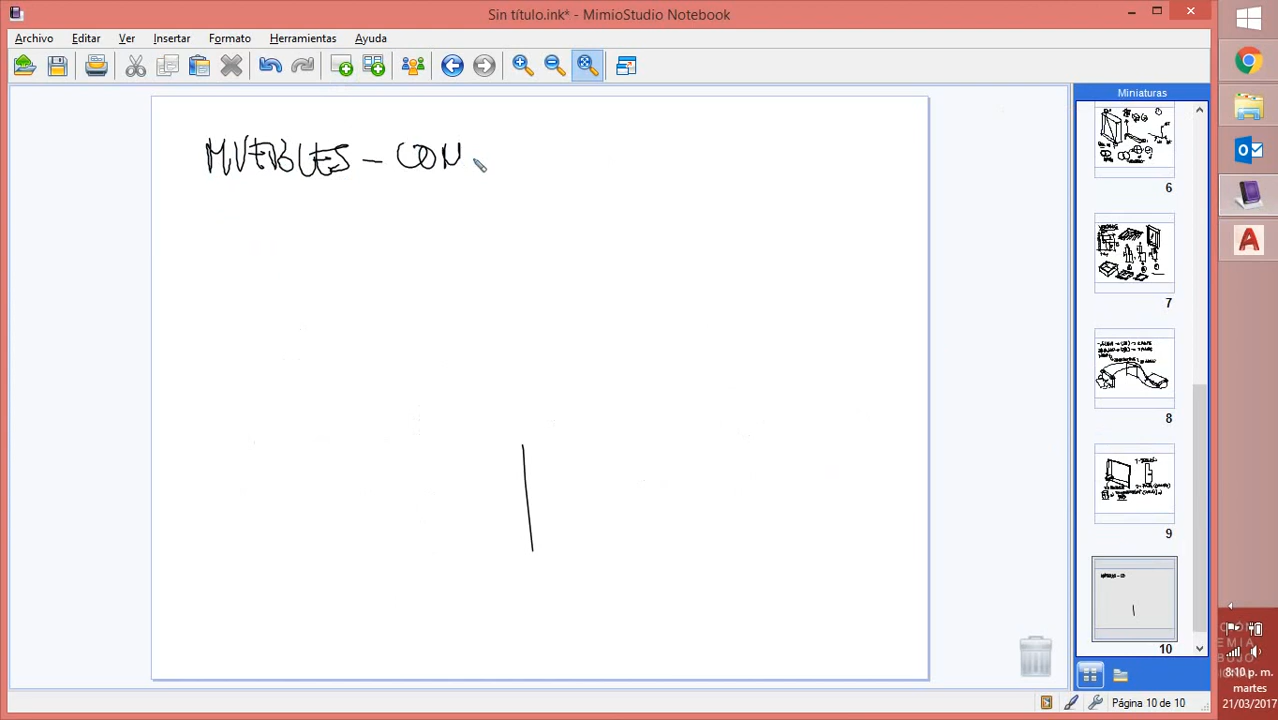 Sin título.ink* - MimioStudio Notebook
Archivo Editar Ver Insertar Formato Herramientas Ayuda
MUEBLES - CON
Miniaturas
6
7
8
9
10
8:10 p. m.
martes
21/03/2017
Página 10 de 10